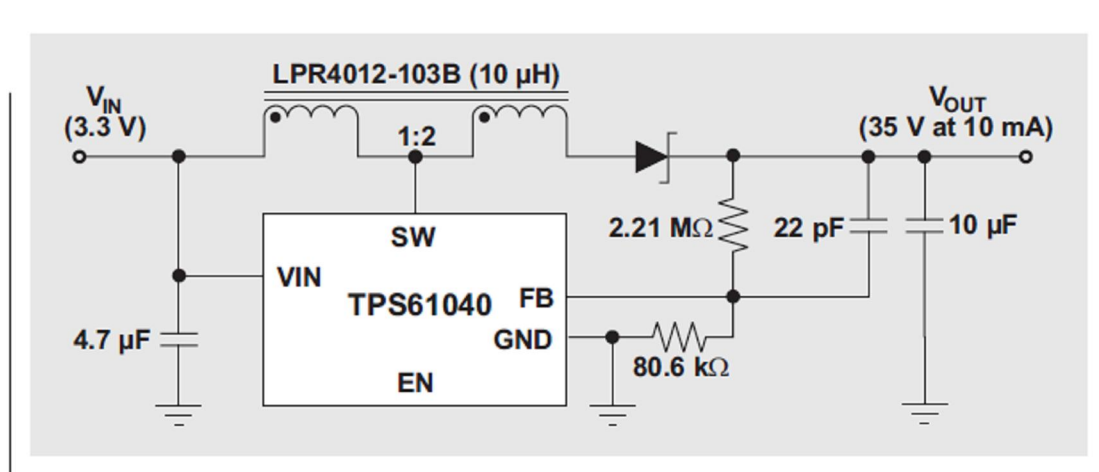 LPR4012-103B (10 µH)
VIN
(3.3 V)
VOUT
(35 V at 10 mA)
1:2
SW
2.21 MΩ
22 pF
10 µF
VIN
TPS61040
FB
4.7 µF
GND
80.6 kΩ
EN